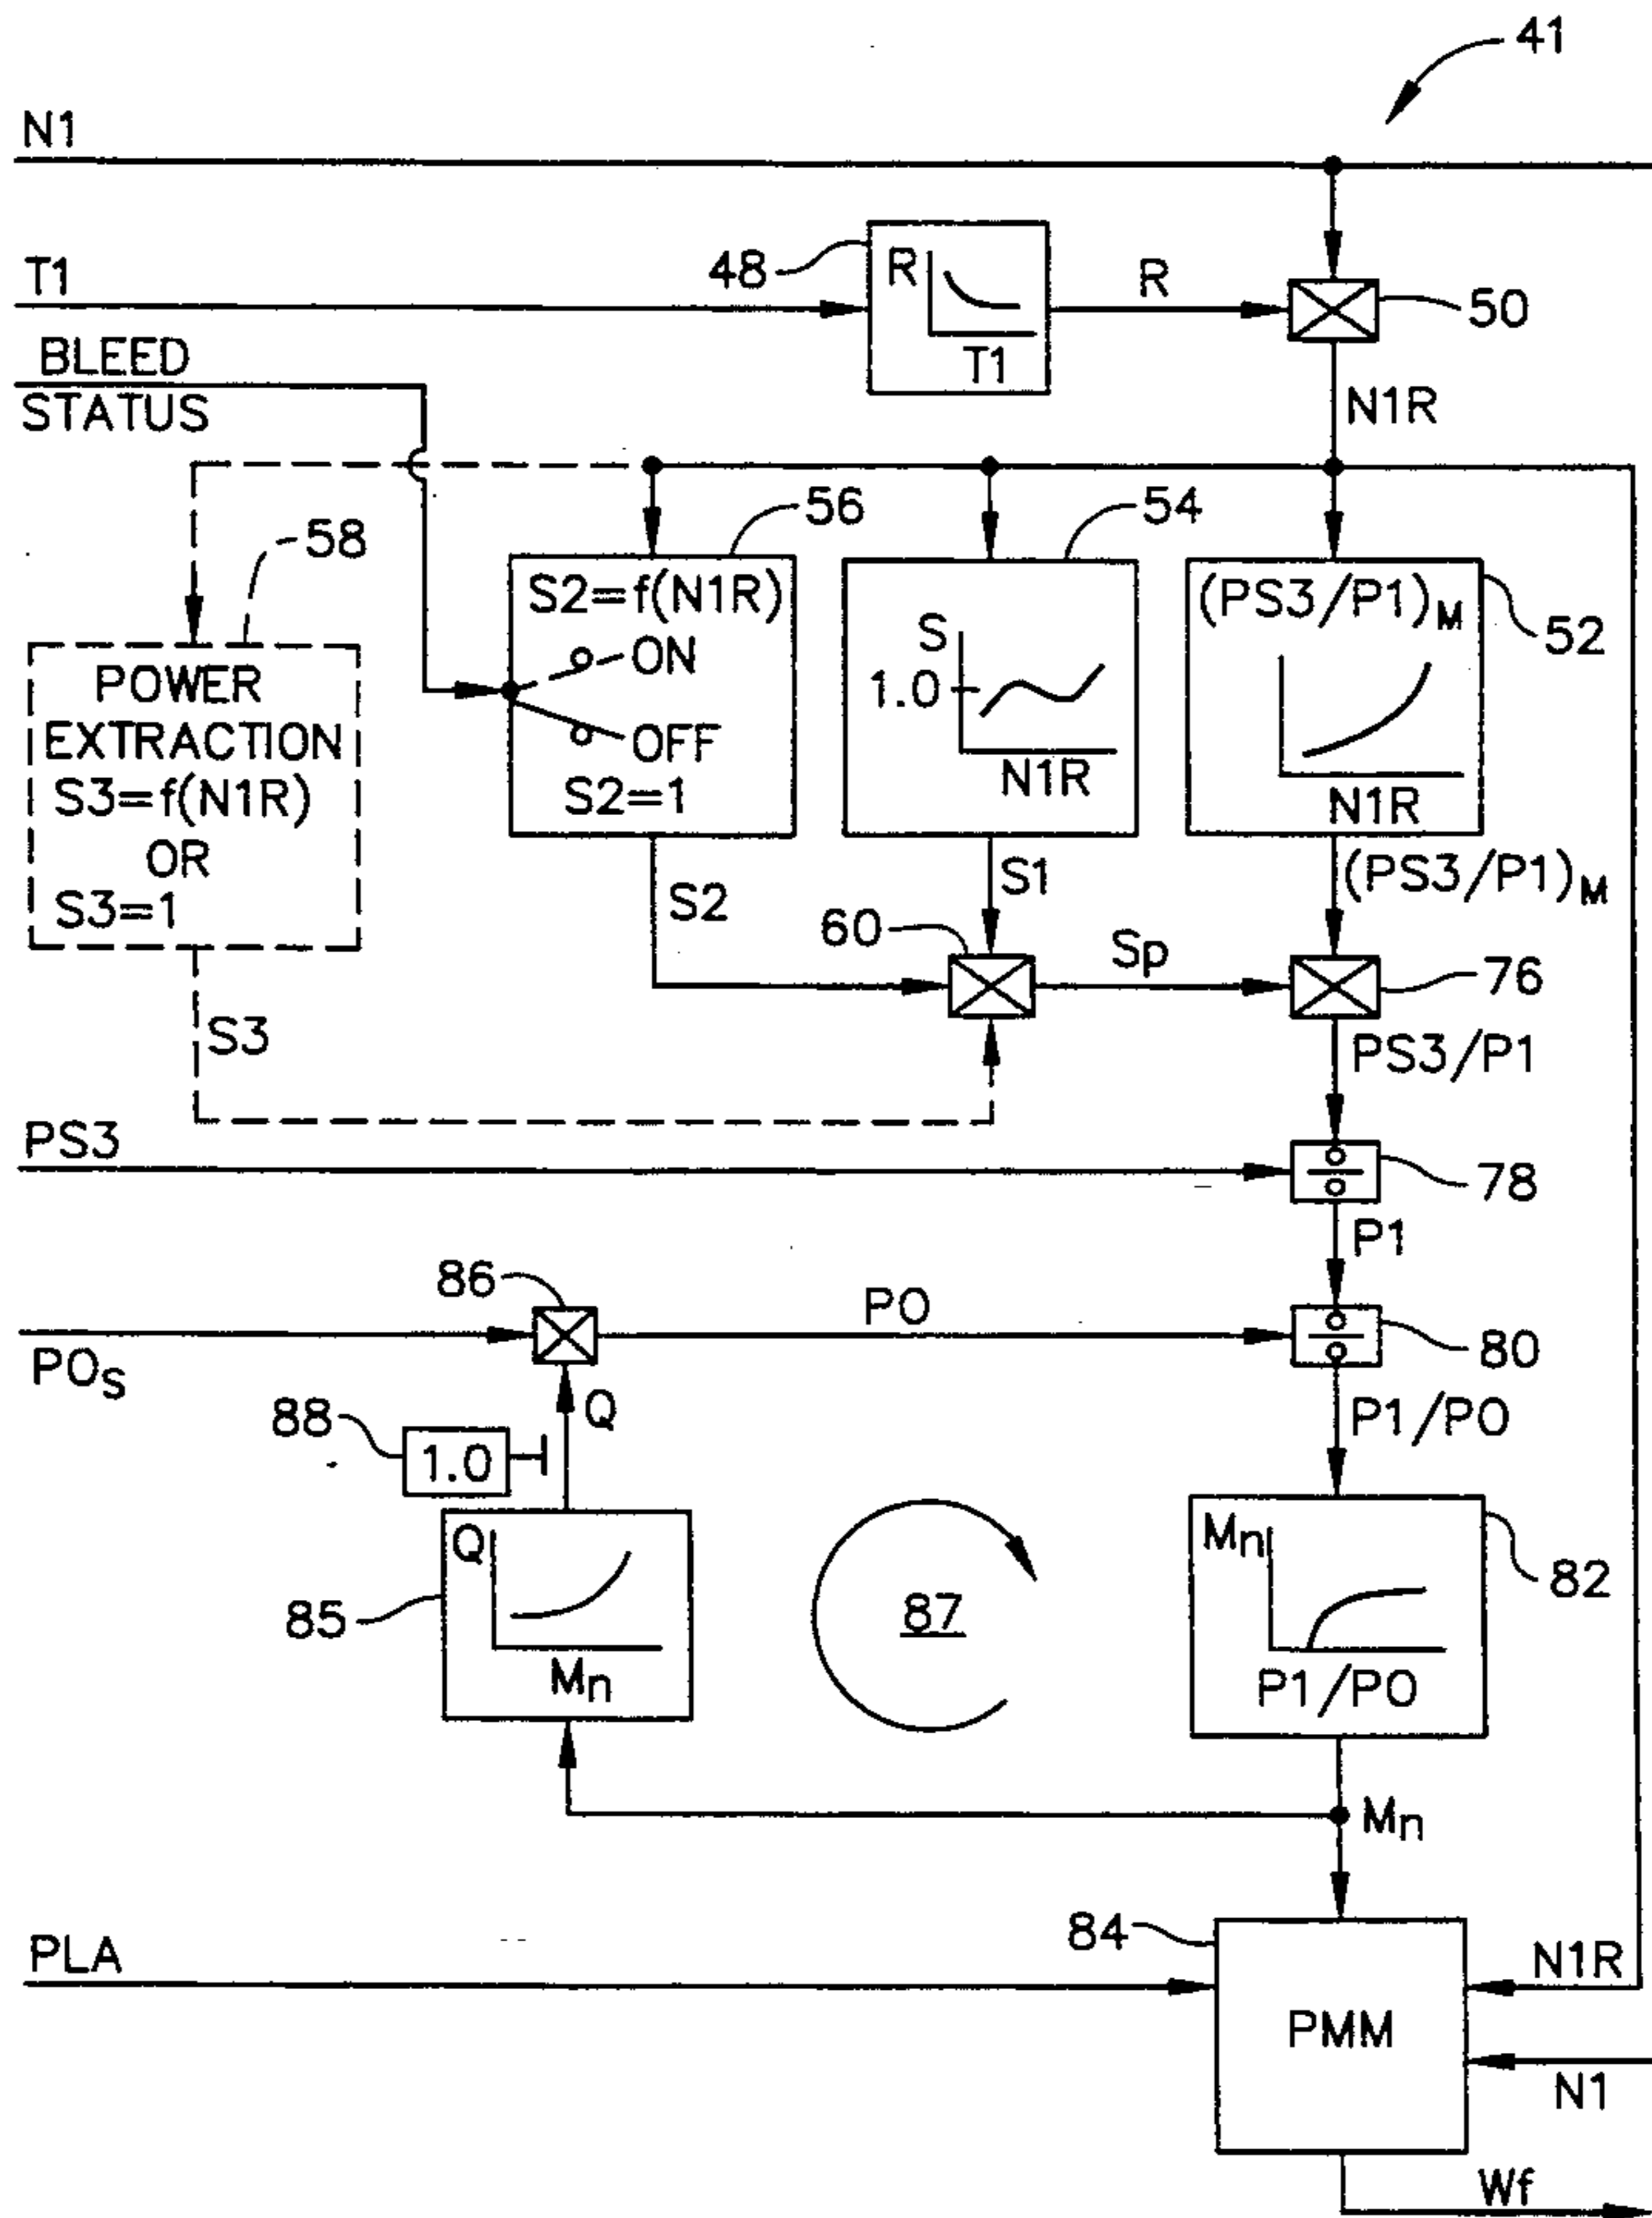 41
N1
T1
48
R
T1
R
50
BLEED
STATUS
N1R
56
54
58
S2=f(N1R)
ON
OFF
S2=1
S
1.0
N1R
(PS3/P1)M
N1R
52
POWER
EXTRACTION
S3=f(N1R)
OR
S3=1
S2
S1
(PS3/P1)M
60
Sp
76
S3
PS3/P1
PS3
78
P1
86
PO
POS
80
Q
P1/PO
88
1.0
Q
Mn
85
87
Mn
P1/PO
82
Mn
84
PLA
N1R
PMM
N1
Wf